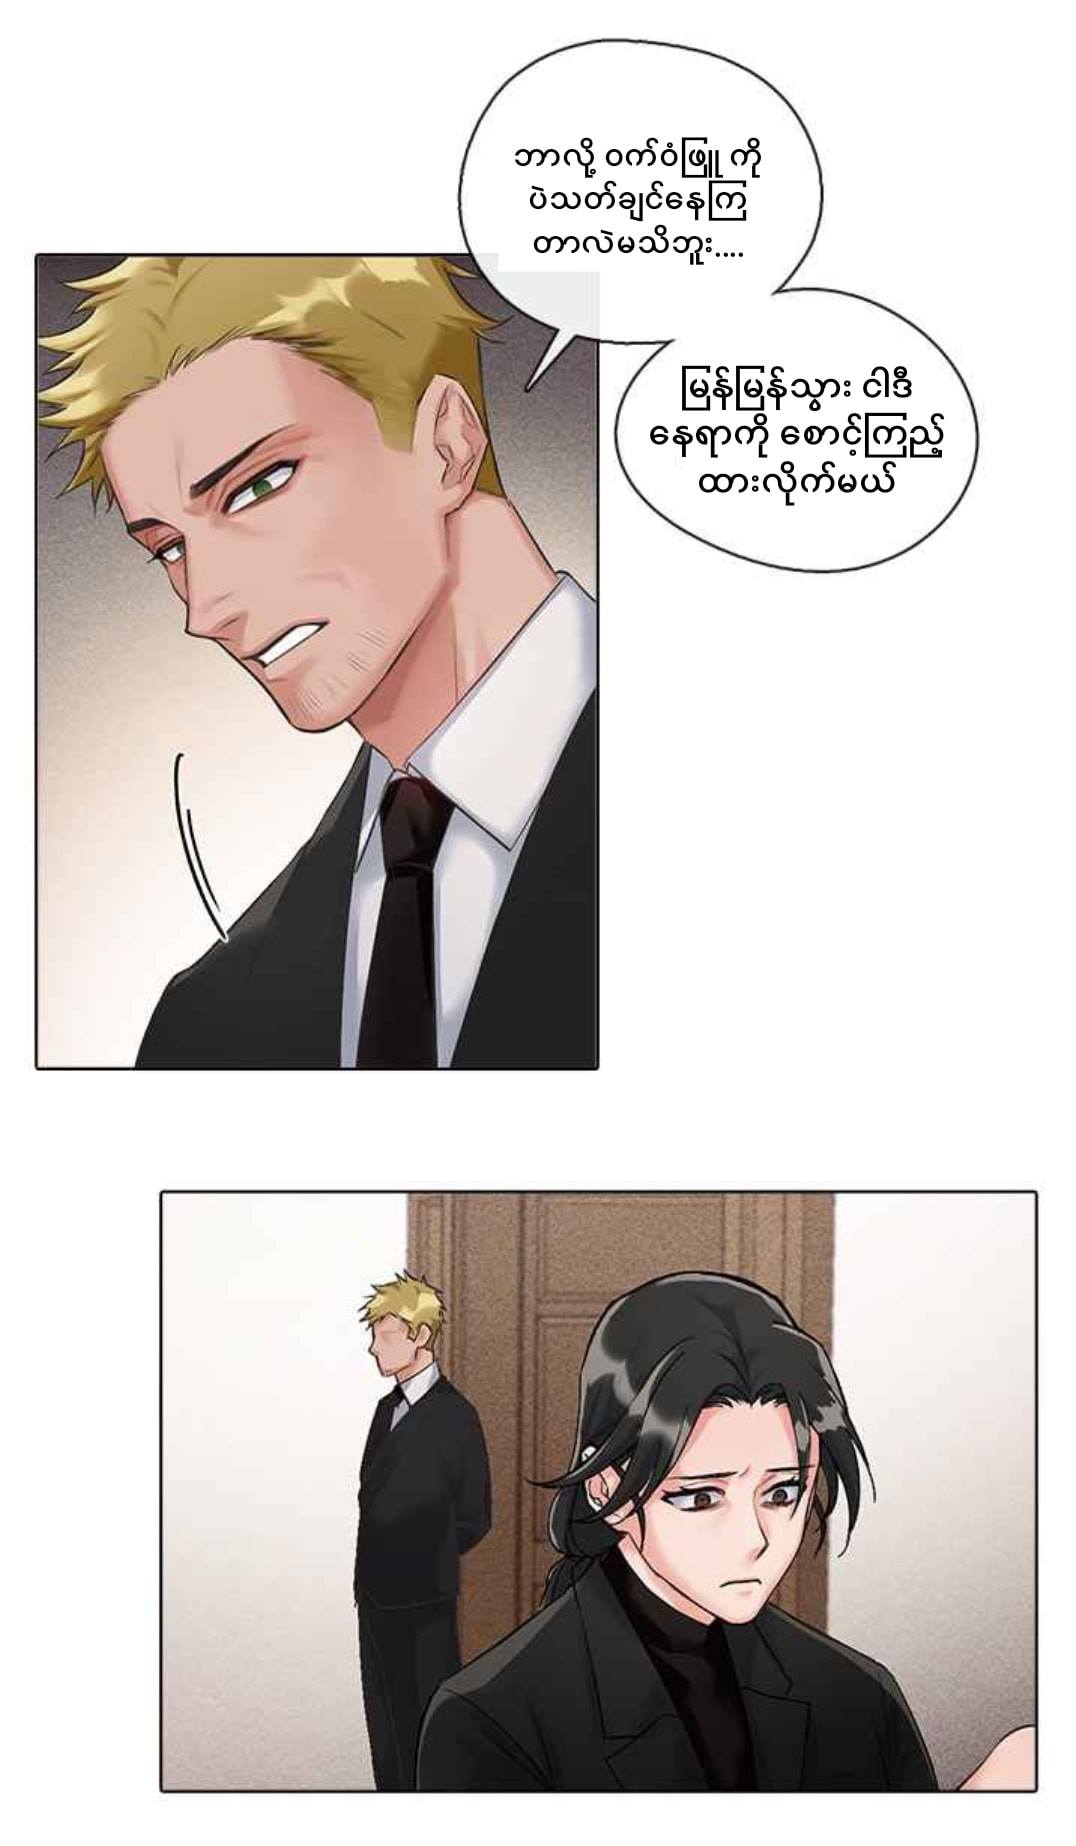 ဘာလို့ ဝက်ဝံဖြူ ကို
ပဲသတ်ချင်နေကြ
တာလဲမသိဘူး....
မြန်မြန်သွား ငါဒီ
နေရာကို စောင့်ကြည့်
ထားလိုက်မယ်